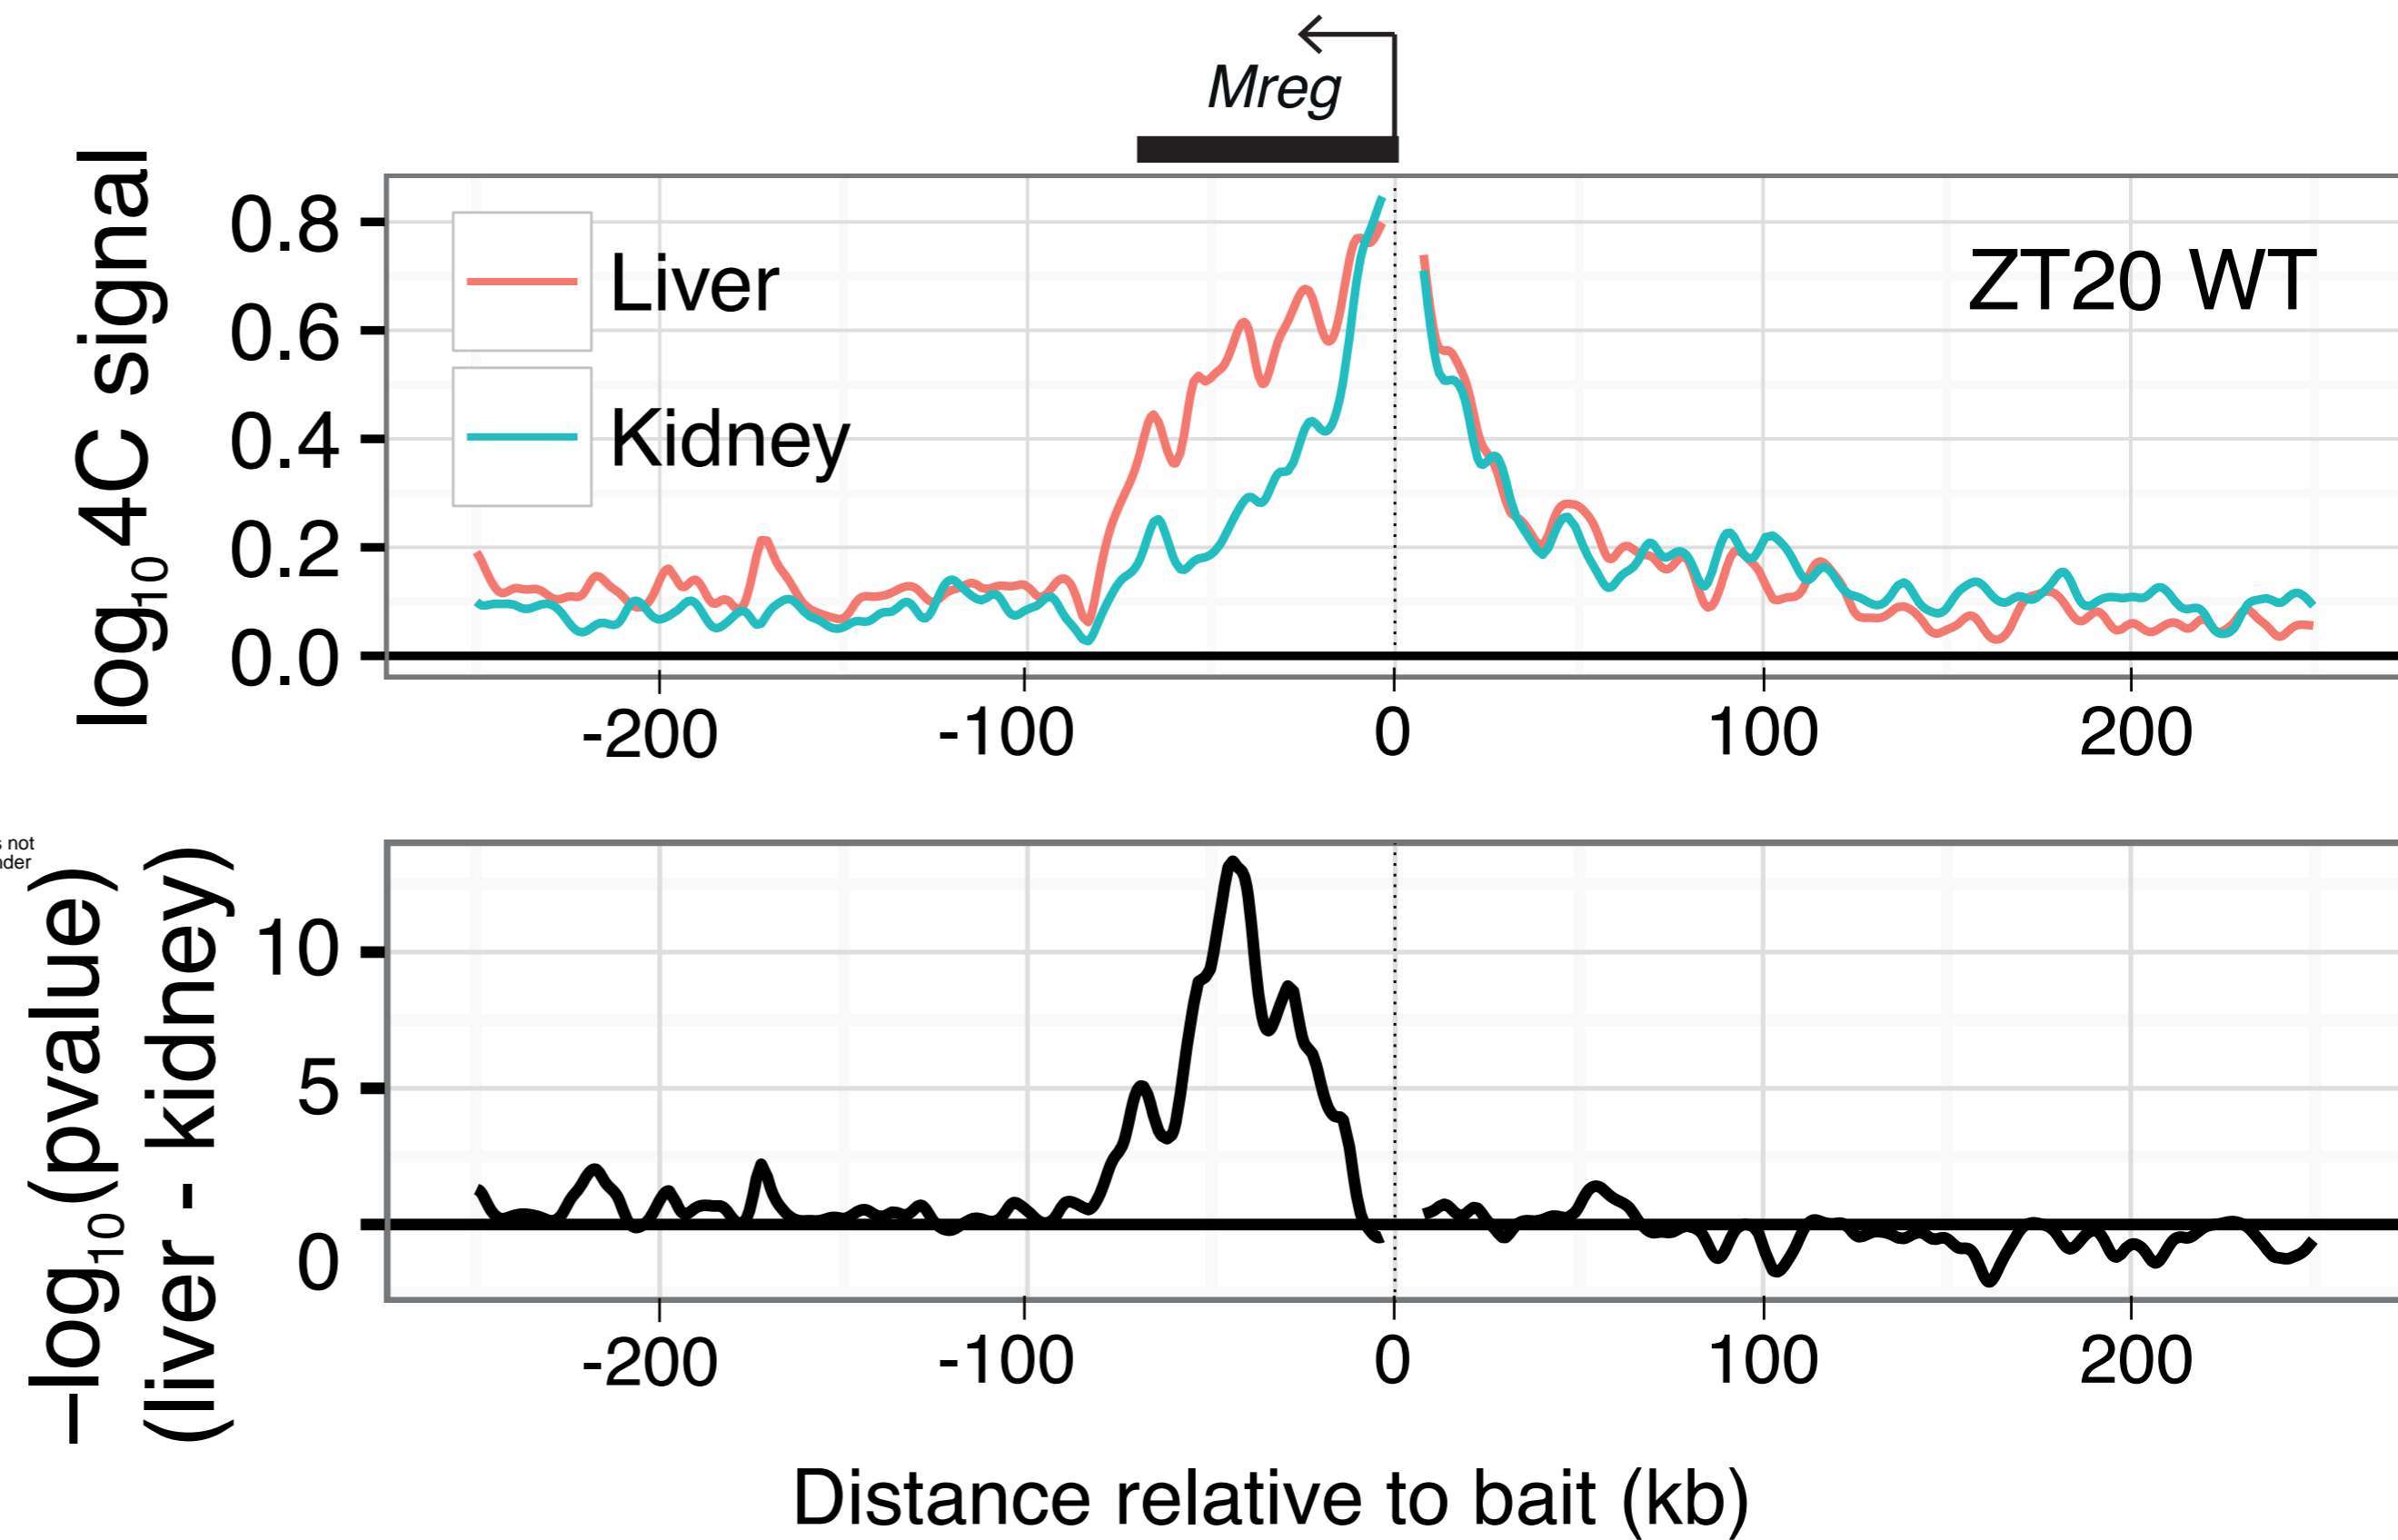 Mreg
log10 4C signal
0.8
0.6
0.4
0.2
0.0
Liver
Kidney
ZT20 WT
-200
-100
0
100
200
s not
nder
–log10 (pvalue)
(liver - kidney)
10
5
0
-200
-100
0
100
200
Distance relative to bait (kb)